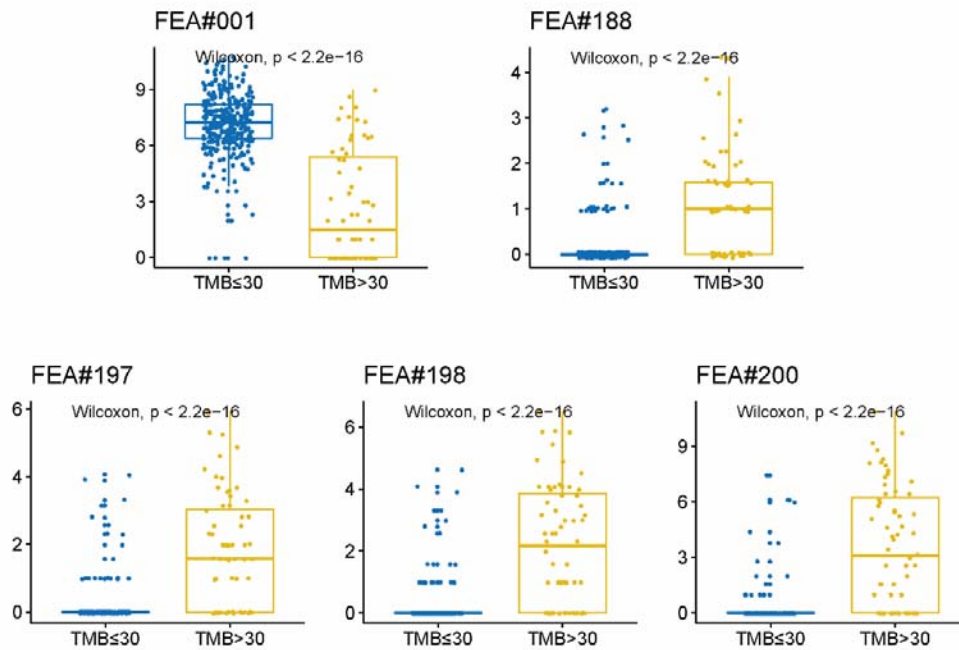 FEA#001
FEA#188
Wilcoxon, p < 2.2e−16
Wilcoxon, p < 2.2e−16
9
6
3
0
4
3
2
1
0
TMB≤30
TMB>30
TMB≤30
TMB>30
FEA#197
FEA#198
FEA#200
Wilcoxon, p < 2.2e−16
Wilcoxon, p < 2.2e−16
Wilcoxon, p < 2.2e−16
6
4
2
0
6
4
2
0
9
6
3
0
TMB≤30
TMB>30
TMB≤30
TMB>30
TMB≤30
TMB>30